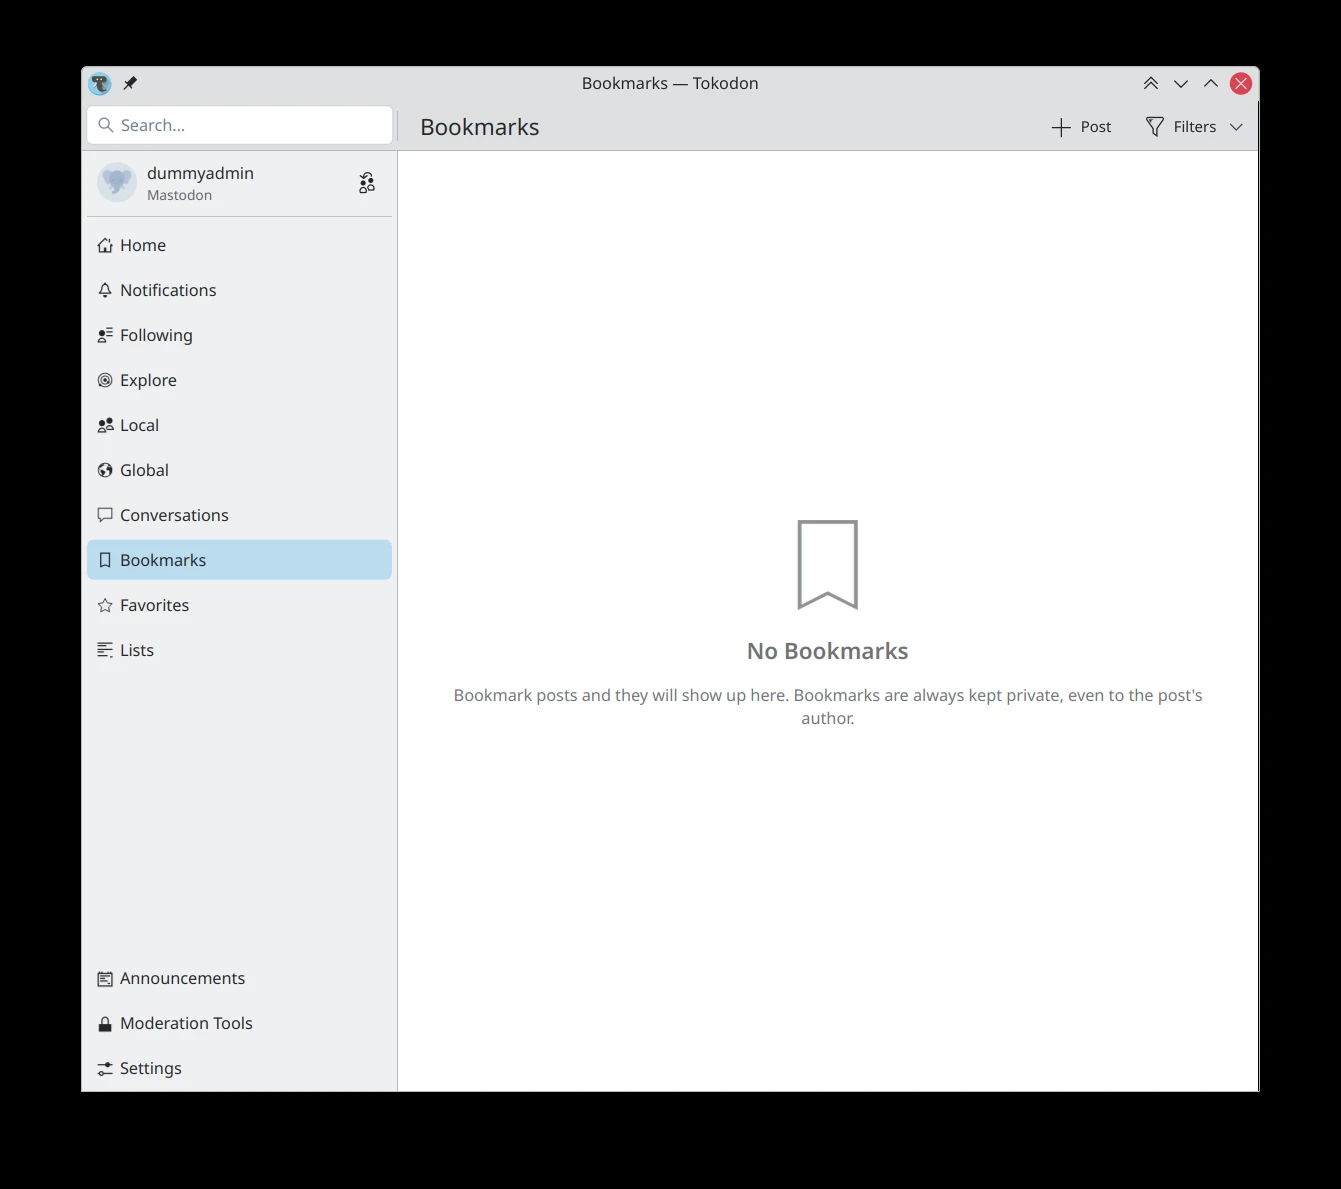 Bookmarks — Tokodon
Search...
Bookmarks
Post
Filters
dummyadmin
Mastodon
Home
Notifications
Following
Explore
Local
Global
Conversations
Bookmarks
Favorites
Lists
Announcements
Moderation Tools
Settings
No Bookmarks
Bookmark posts and they will show up here. Bookmarks are always kept private, even to the post's
author.